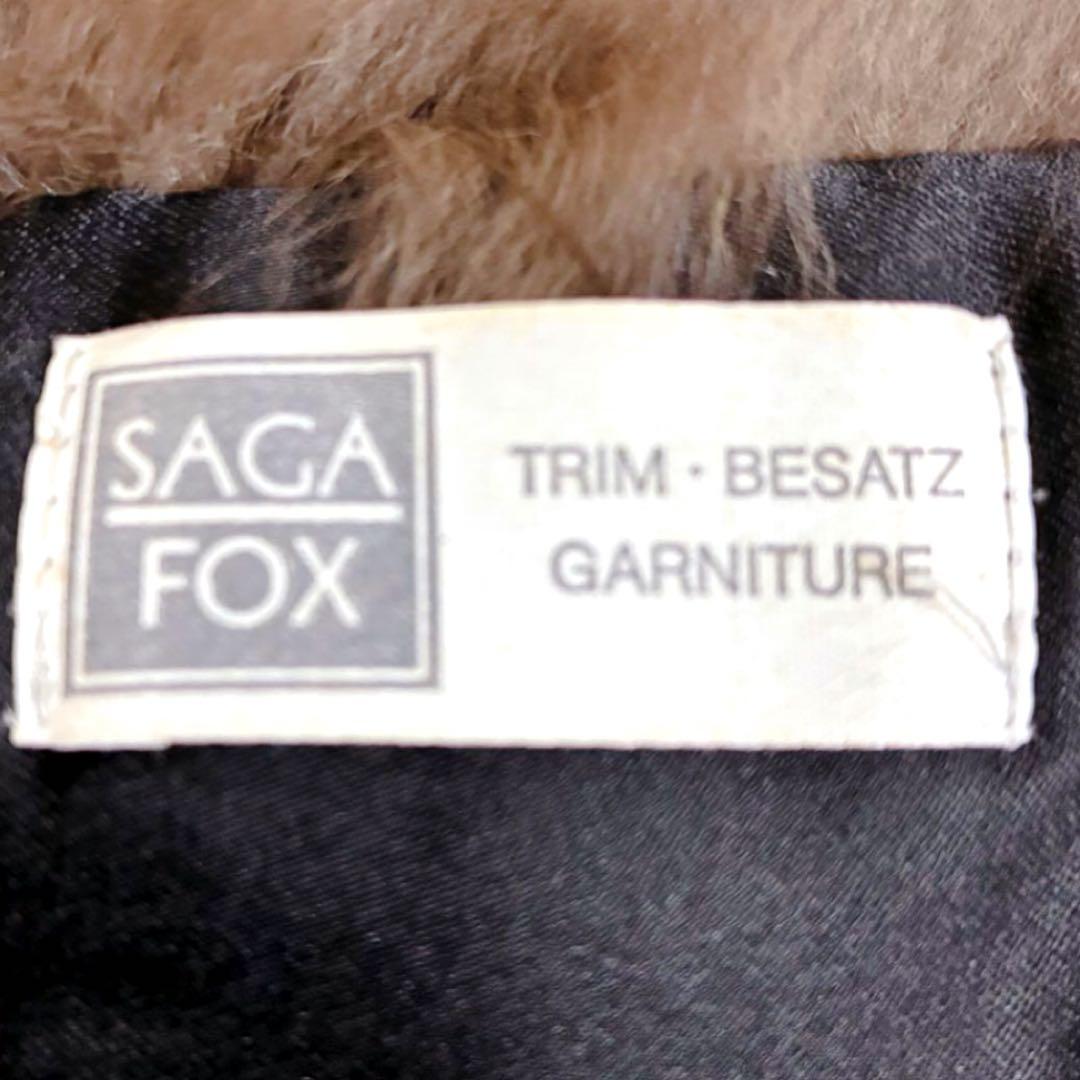 SAGA
FOX
TRIM · BESATZ
GARNITURE